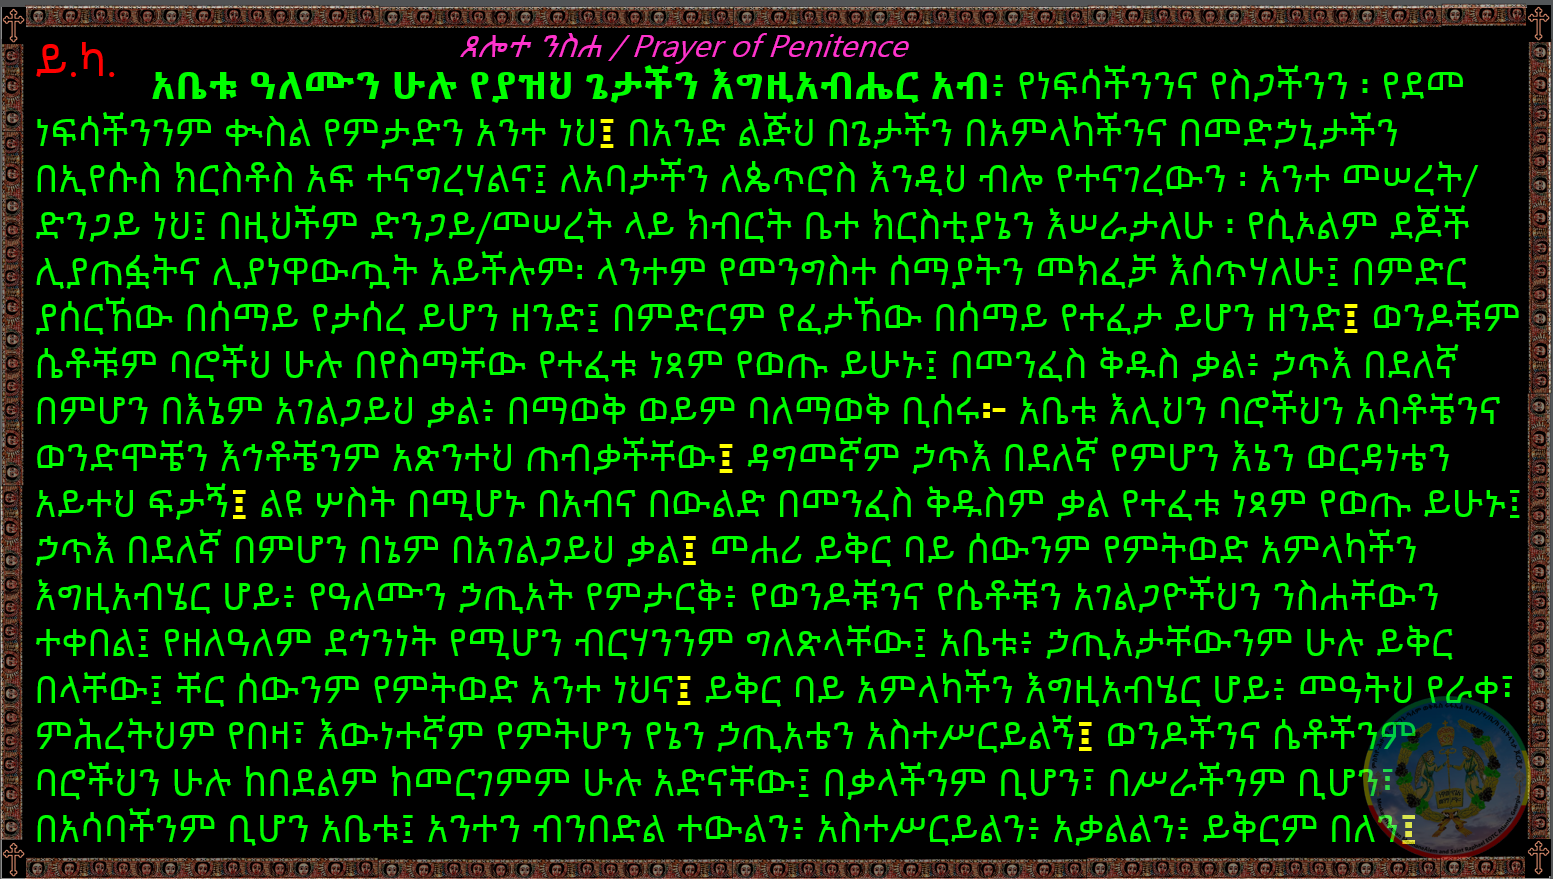 ጸሎተ ንስሐ / Prayer of Penitence
ይ.ካ.
አቤቱ ዓለሙን ሁሉ የያዝህ ጌታችን እግዚአብሔር አብ፥ የነፍሳችንንና የስጋችንን ፡ የደመ
ነፍሳችንንም ቍስል የምታድን አንተ ነህ፤ በአንድ ልጅህ በጌታችን በአምላካችንና በመድኃኒታችን
በኢየሱስ ክርስቶስ አፍ ተናግረሃልና፤ ለአባታችን ለጴጥሮስ እንዲህ ብሎ የተናገረውን ፡ አንተ መሠረት/
ድንጋይ ነህ፤ በዚህችም ድንጋይ/መሠረት ላይ ክብርት ቤተ ክርስቲያኔን እሠራታለሁ ፡ የሲኦልም ደጆች
ሊያጠፏትና ሊያነዋውጧት አይችሉም፡ ላንተም የመንግስተ ሰማያትን መክፈቻ እሰጥሃለሁ፤ በምድር
ያሰርኸው በሰማይ የታሰረ ይሆን ዘንድ፤ በምድርም የፈታኸው በሰማይ የተፈታ ይሆን ዘንድ፤ ወንዶቹም
ሴቶቹም ባሮችህ ሁሉ በየስማቸው የተፈቱ ነጻም የወጡ ይሁኑ፤ በመንፈስ ቅዱስ ቃል፥ ኃጥእ በደለኛ
በምሆን በእኔም አገልጋይህ ቃል፥ በማወቅ ወይም ባለማወቅ ቢሰሩ፦ አቤቱ እሊህን ባሮችህን አባቶቼንና
ወንድሞቼን እኅቶቼንም አጽንተህ ጠብቃችቸው፤ ዳግመኛም ኃጥእ በደለኛ የምሆን እኔን ወርዳነቴን
አይተህ ፍታኝ፤ ልዩ ሦስት በሚሆኑ በአብና በውልድ በመንፈስ ቅዱስም ቃል የተፈቱ ነጻም የወጡ ይሁኑ፤
ኃጥእ በደለኛ በምሆን በኔም በአገልጋይህ ቃል፤ መሐሪ ይቅር ባይ ሰውንም የምትወድ አምላካችን
እግዚአብሄር ሆይ፥ የዓለሙን ኃጢአት የምታርቅ፥ የወንዶቹንና የሴቶቹን አገልጋዮችህን ንስሐቸውን
ተቀበል፤ የዘለዓለም ደኅንነት የሚሆን ብርሃንንም ግለጽላቸው፤ አቤቱ፥ ኃጢአታቸውንም ሁሉ ይቅር
በላቸው፤ ቸር ሰውንም የምትወድ አንተ ነህና፤ ይቅር ባይ አምላካችን እግዚአብሄር ሆይ፥ መዓትህ የራቀ፣
ምሕረትህም የበዛ፣ እውነተኛም የምትሆን የኔን ኃጢአቴን አስተሥርይልኝ፤ ወንዶችንና ሴቶችንም
ባሮችህን ሁሉ ከበደልም ከመርገምም ሁሉ አድናቸው፤ በቃላችንም ቢሆን፣ በሥራችንም ቢሆን፣
በአሳባችንም ቢሆን አቤቱ፤ አንተን ብንበድል ተውልን፥ አስተሥርይልን፥ አቃልልን፥ ይቅርም በለን፤